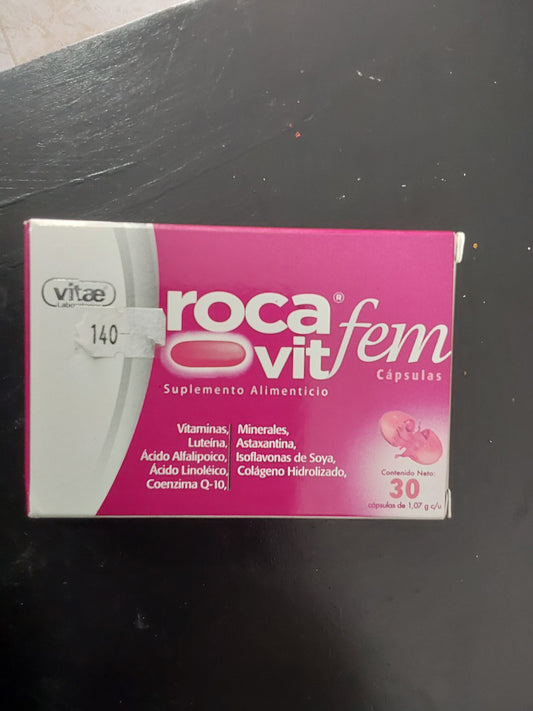 vitae
140
roca®
vit
fem
Cápsulas
Suplemento Alimenticio
Vitaminas,
Luteína,
Ácido Alfalipoico,
Ácido Linoléico,
Coenzima Q-10,
Minerales,
Astaxantina,
Isoflavonas de Soya,
Colágeno Hidrolizado,
Contenido Neto:
30
cápsulas de 1,07 g c/u